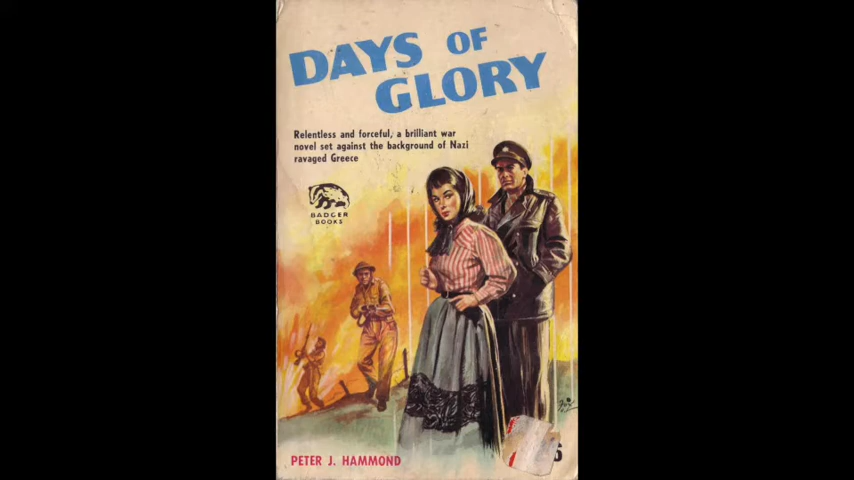 DAYS OF
GLORY
Relentless and forceful, a brilliant war
novel set against the background of Nazi
ravaged Greece
BADGER
BOOKS
PETER J. HAMMOND